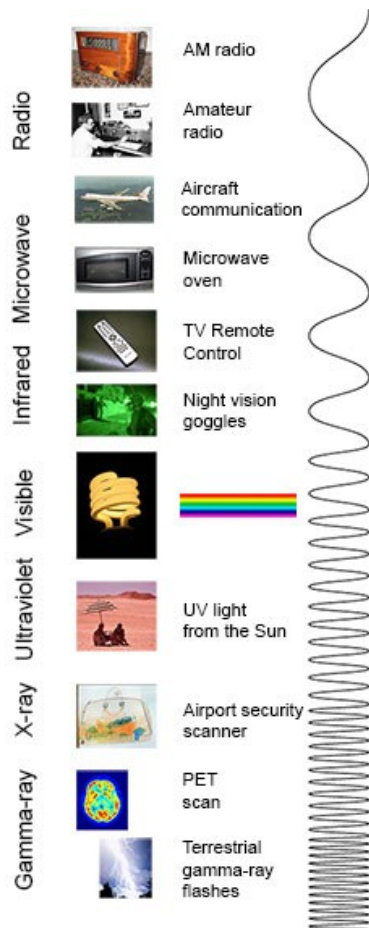 Radio
AM radio
Amateur
radio
Aircraft
communication
Microwave
Microwave
oven
Infrared
TV Remote
Control
Night vision
goggles
Visible
Ultraviolet
UV light
from the Sun
X-ray
Airport security
scanner
Gamma-ray
PET
scan
Terrestrial
gamma-ray
flashes